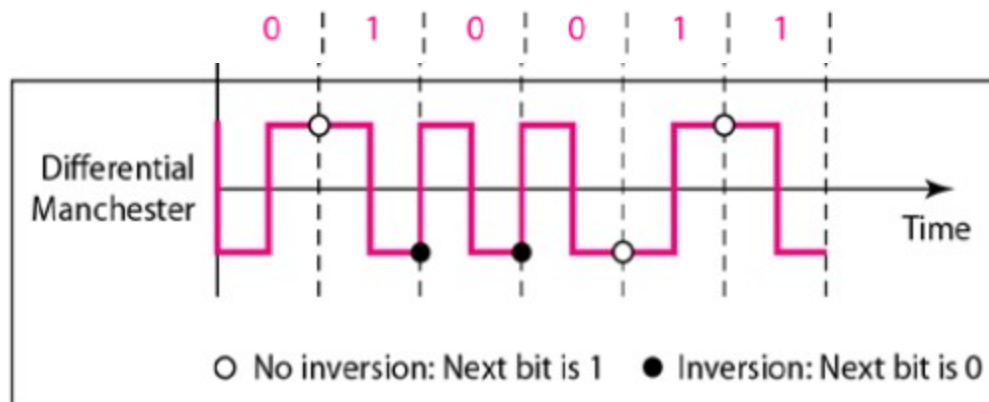 0 1 0 0 1 1
Differential
Manchester
Time
No inversion: Next bit is 1
Inversion: Next bit is 0